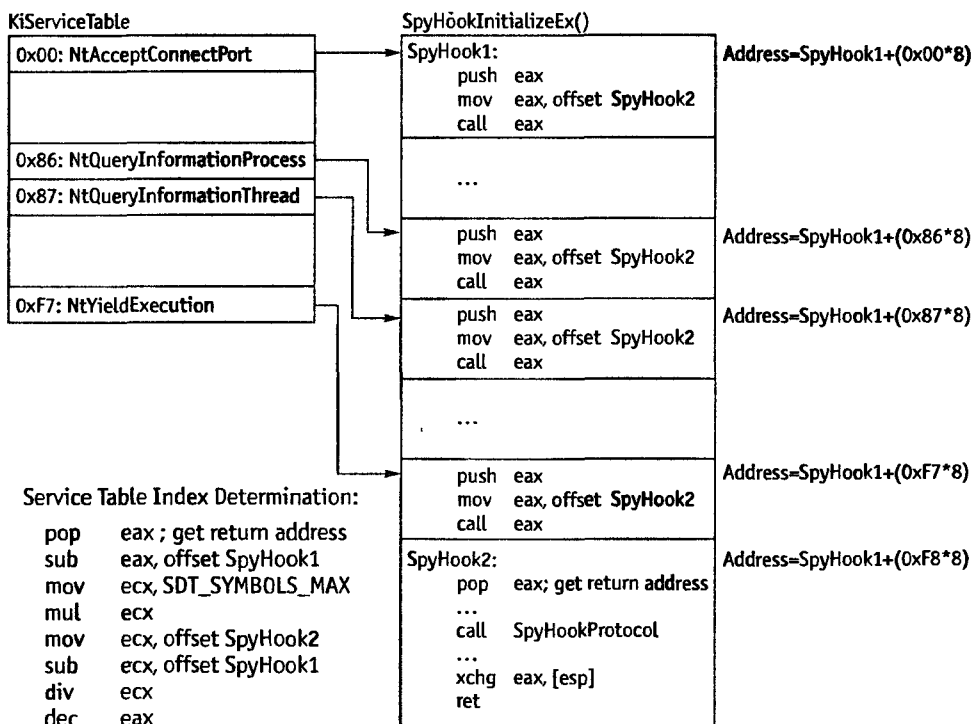 KiServiceTable
0x00: NtAcceptConnectPort
0x86: NtQueryInformationProcess
0x87: NtQueryInformationThread
0xF7: NtYieldExecution
SpyHookInitializeEx()
SpyHook1:
push eax
mov eax, offset SpyHook2
call eax
...
push eax
mov eax, offset SpyHook2
call eax
push eax
mov eax, offset SpyHook2
call eax
...
push eax
mov eax, offset SpyHook2
call eax
SpyHook2:
pop eax; get return address
...
call SpyHookProtocol
...
xchg eax, [esp]
ret
Address=SpyHook1+(0x00*8)
Address=SpyHook1+(0x86*8)
Address=SpyHook1+(0x87*8)
Address=SpyHook1+(0xF7*8)
Address=SpyHook1+(0xF8*8)
Service Table Index Determination:
pop eax ; get return address
sub eax, offset SpyHook1
mov ecx, SDT_SYMBOLS_MAX
mul ecx
mov ecx, offset SpyHook2
sub ecx, offset SpyHook1
div ecx
dec eax